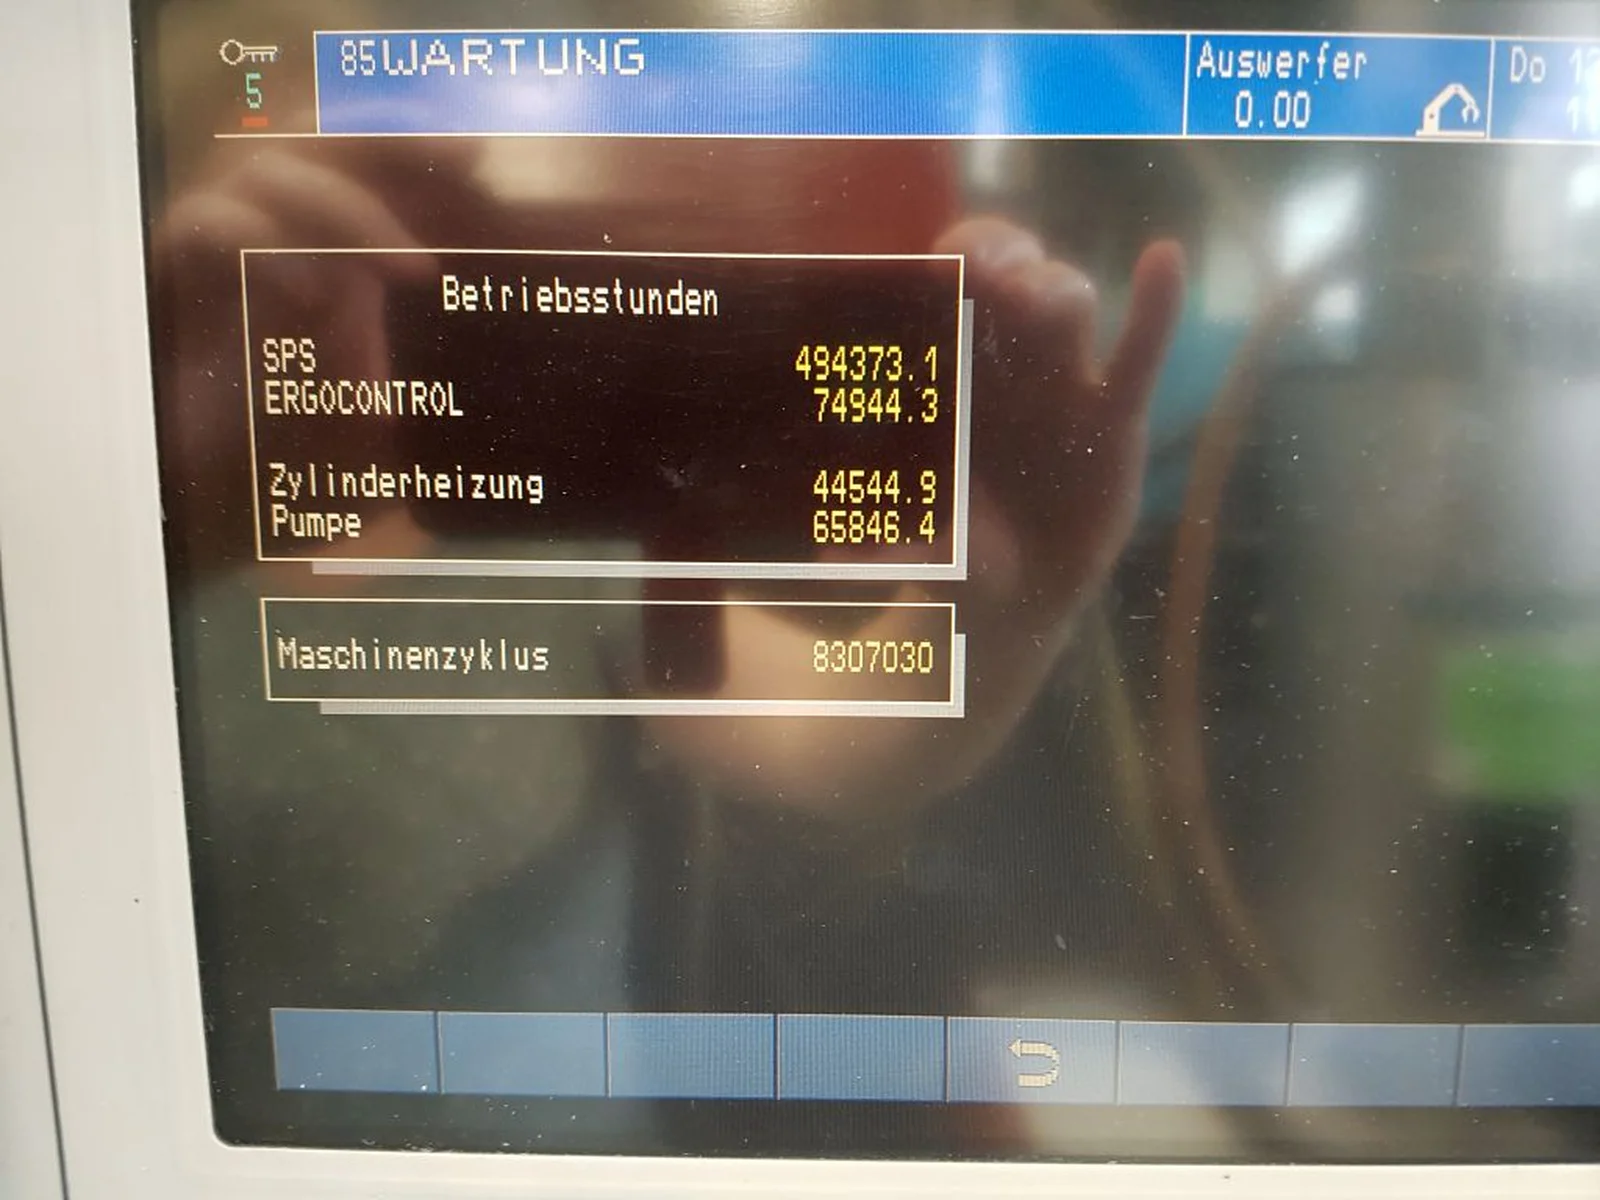 5
85WARTUNG
Auswerfer
0.00
Do
Betriebsstunden
SPS 494373.1
ERGOCONTROL 74944.3
Zylinderheizung 44544.9
Pumpe 65846.4
Maschinenzyklus 8307030